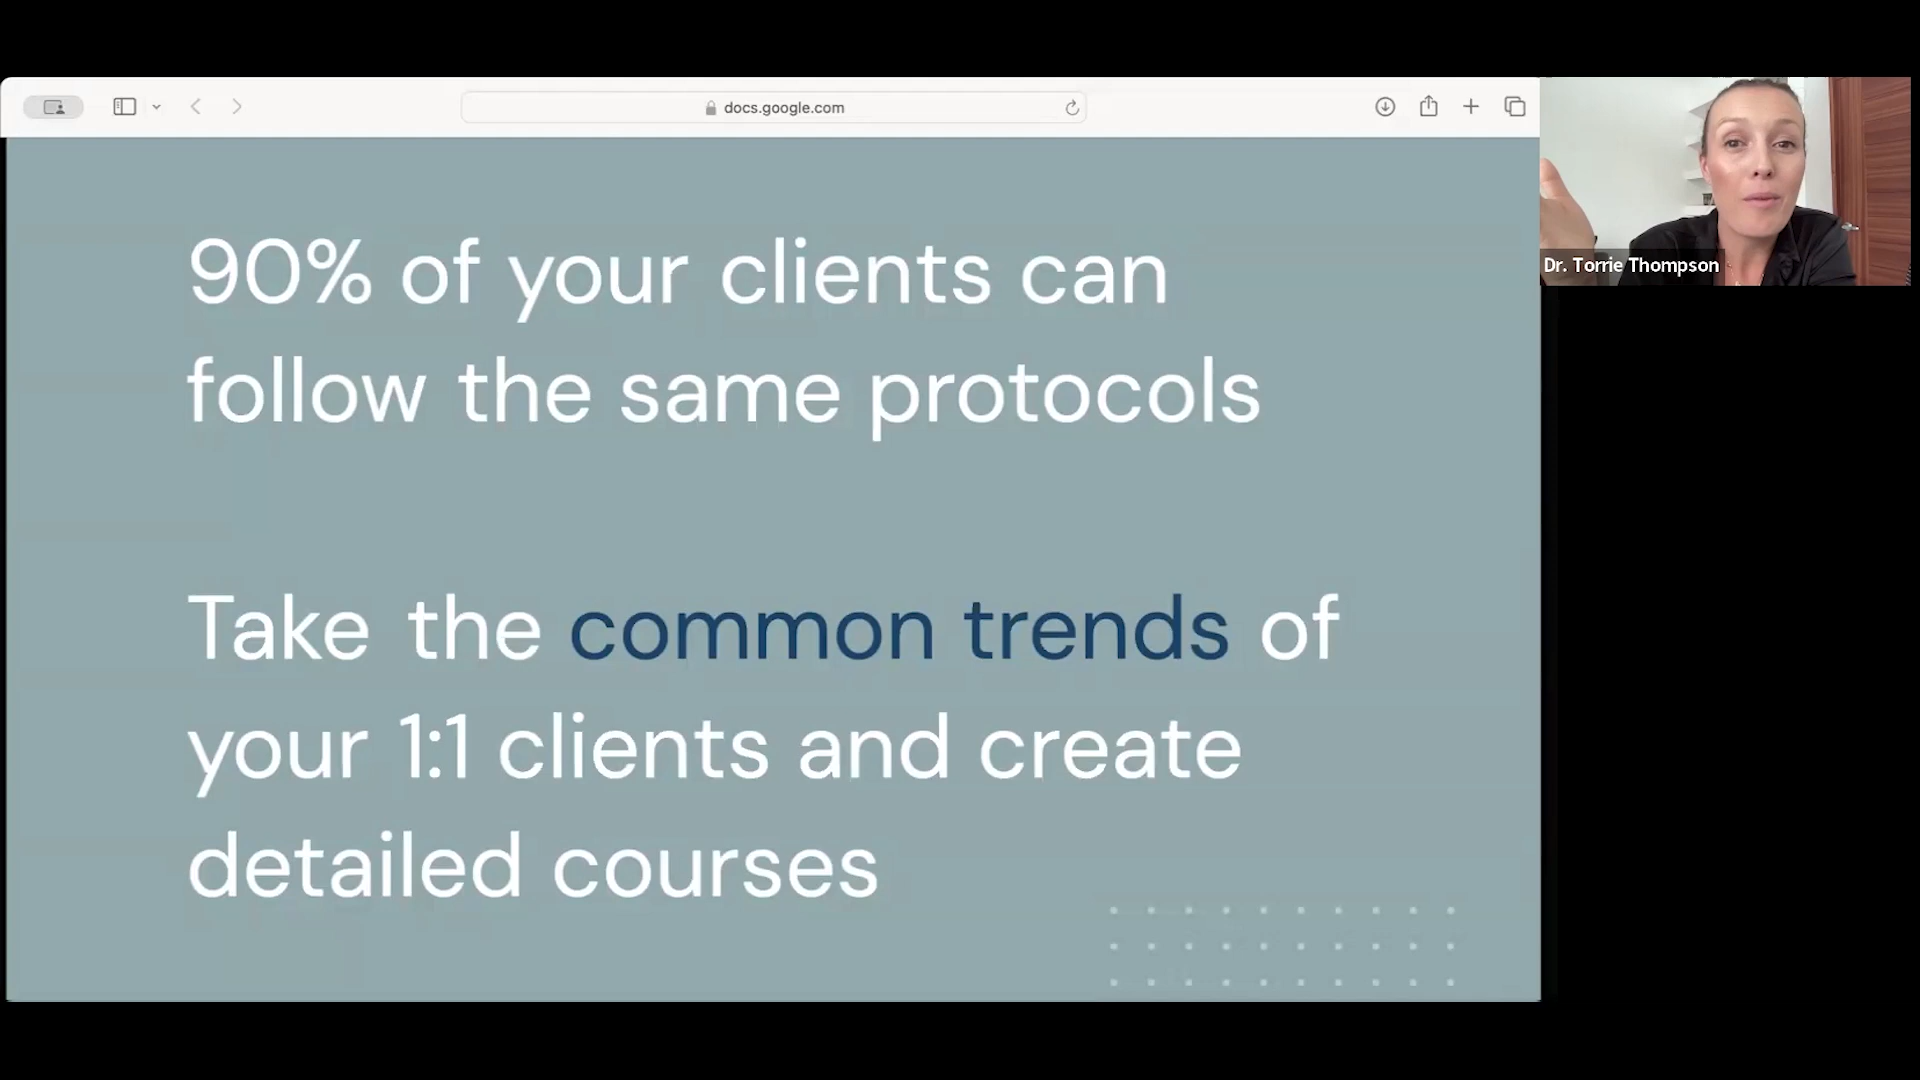 docs.google.com
90% of your clients can
follow the same protocols
Take the common trends of
your 1:1 clients and create
detailed courses
Dr. Torrie Thompson